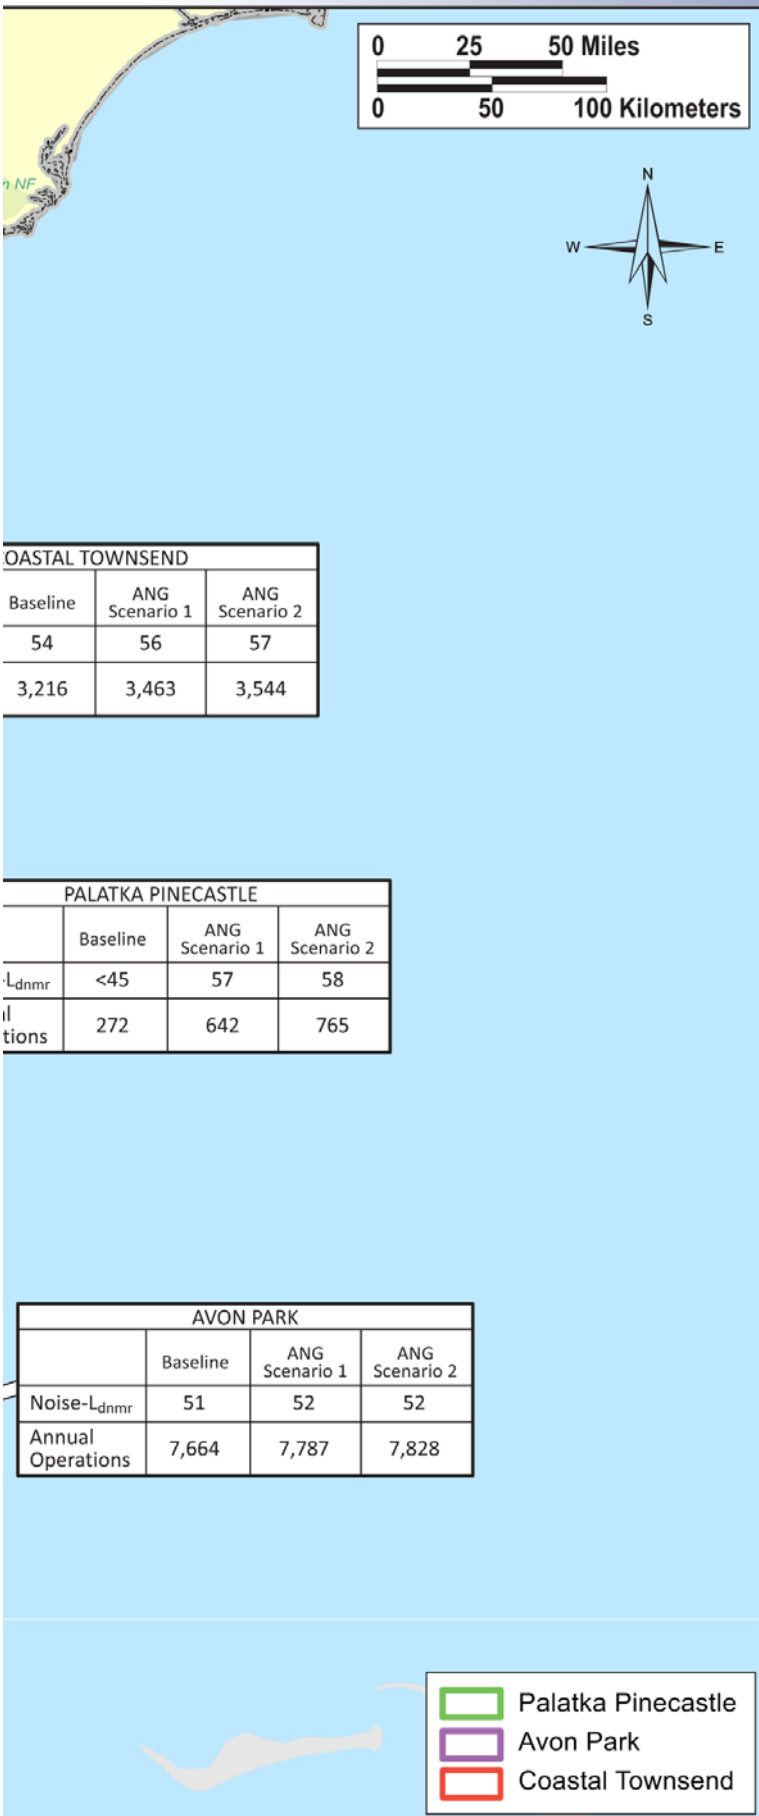 0 25 50 Miles
0 50 100 Kilometers
N
W E
S
n NF
COASTAL TOWNSEND
Baseline ANG Scenario 1 ANG Scenario 2
54 56 57
3,216 3,463 3,544
PALATKA PINECASTLE
Baseline ANG Scenario 1 ANG Scenario 2
-Ldnmr <45 57 58
al tions 272 642 765
AVON PARK
Baseline ANG Scenario 1 ANG Scenario 2
Noise-Ldnmr 51 52 52
Annual Operations 7,664 7,787 7,828
Palatka Pinecastle
Avon Park
Coastal Townsend